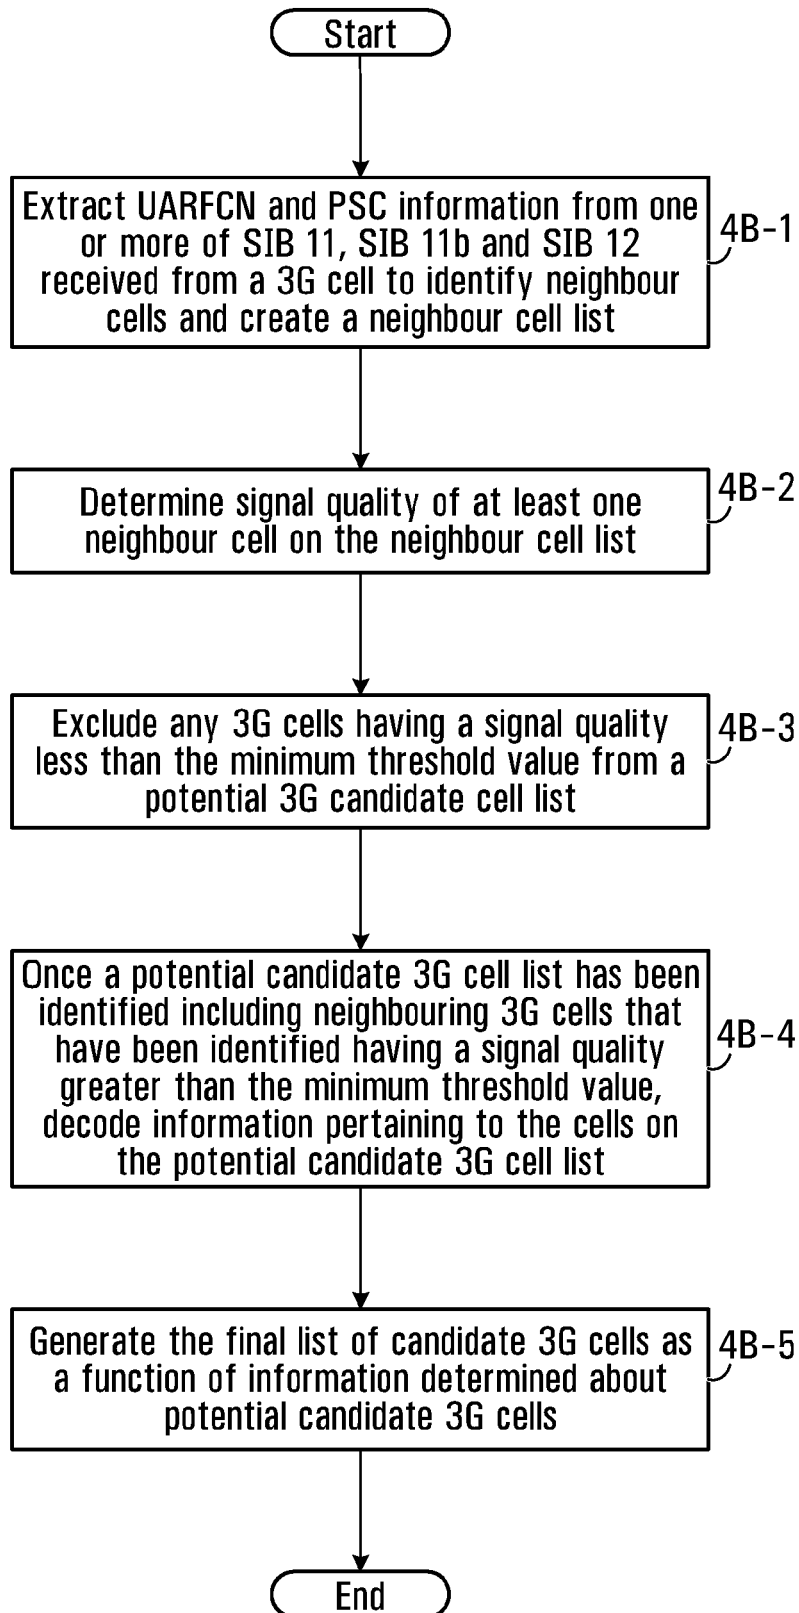 Start
Extract UARFCN and PSC information from one
or more of SIB 11, SIB 11b and SIB 12
received from a 3G cell to identify neighbour
cells and create a neighbour cell list
4B-1
Determine signal quality of at least one
neighbour cell on the neighbour cell list
4B-2
Exclude any 3G cells having a signal quality
less than the minimum threshold value from a
potential 3G candidate cell list
4B-3
Once a potential candidate 3G cell list has been
identified including neighbouring 3G cells that
have been identified having a signal quality
greater than the minimum threshold value,
decode information pertaining to the cells on
the potential candidate 3G cell list
4B-4
Generate the final list of candidate 3G cells as
a function of information determined about
potential candidate 3G cells
4B-5
End